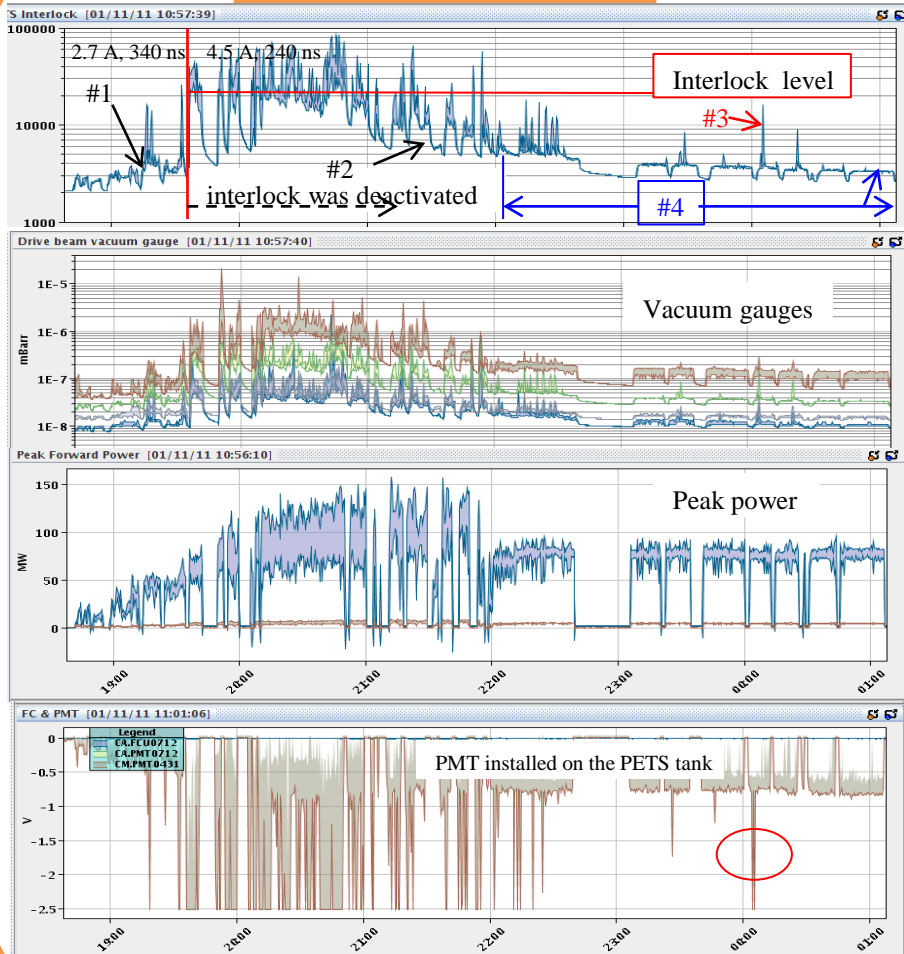 TS Interlock [01/11/11 10:57:39]
100000
2.7 A, 340 ns
4.5 A, 240 ns
Interlock level
#1
#3
10000
#2
interlock was deactivated
#4
1000
Drive beam vacuum gauge [01/11/11 10:57:40]
1E-5
Vacuum gauges
mBarr
1E-6
1E-7
1E-8
Peak Forward Power [01/11/11 10:56:10]
150
Peak power
100
MW
50
0
19:00 20:00 21:00 22:00 23:00 00:00 01:00
FC & PMT [01/11/11 11:01:06]
Legend
CA.FCU0712
CA.PMT0712
CM.PMT0431
0
PMT installed on the PETS tank
-0.5
-1
V
-1.5
-2
-2.5
19:00 20:00 21:00 22:00 23:00 00:00 01:00